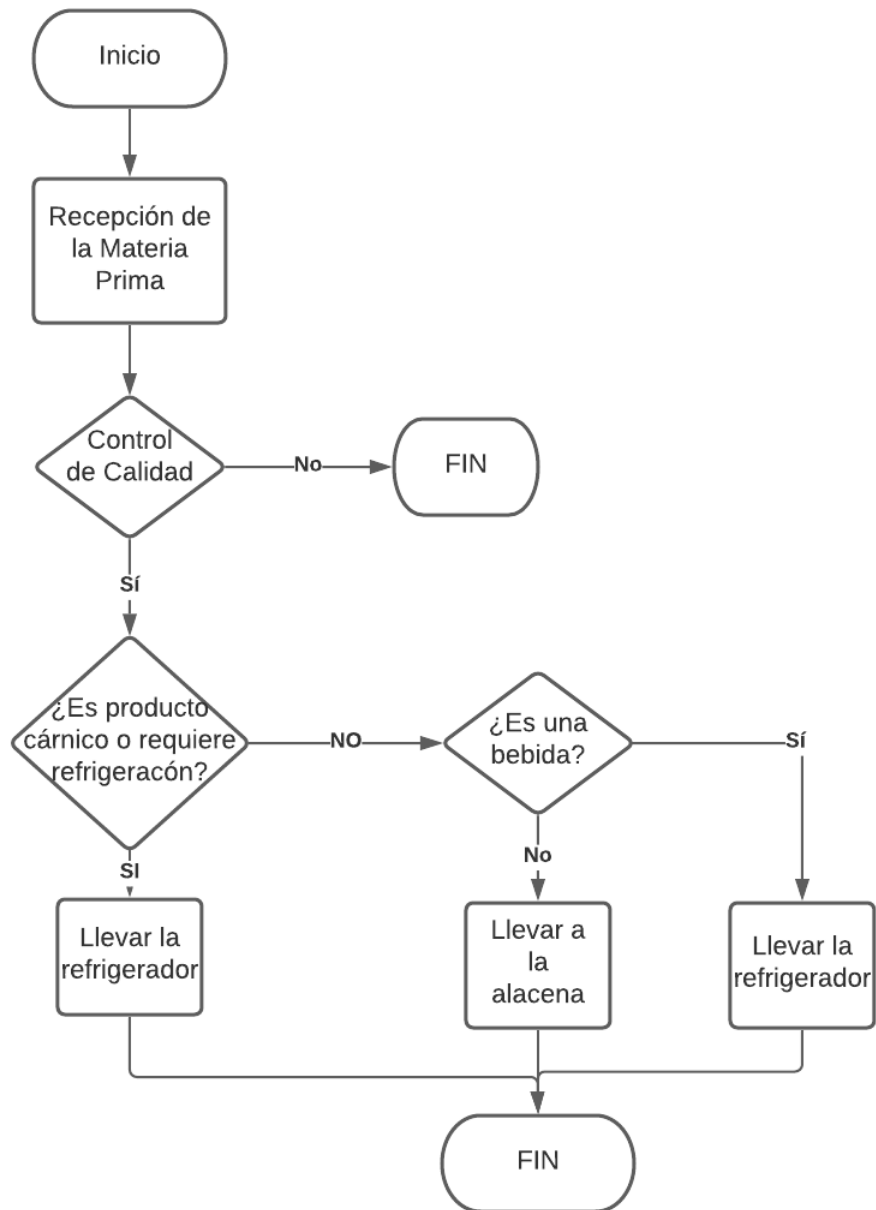 Inicio
Recepción de
la Materia
Prima
Control
de Calidad
No
FIN
Sí
¿Es producto
cárnico o requiere
refrigeracón?
NO
¿Es una
bebida?
Sí
No
SI
Llevar la
refrigerador
Llevar a
la
alacena
Llevar la
refrigerador
FIN